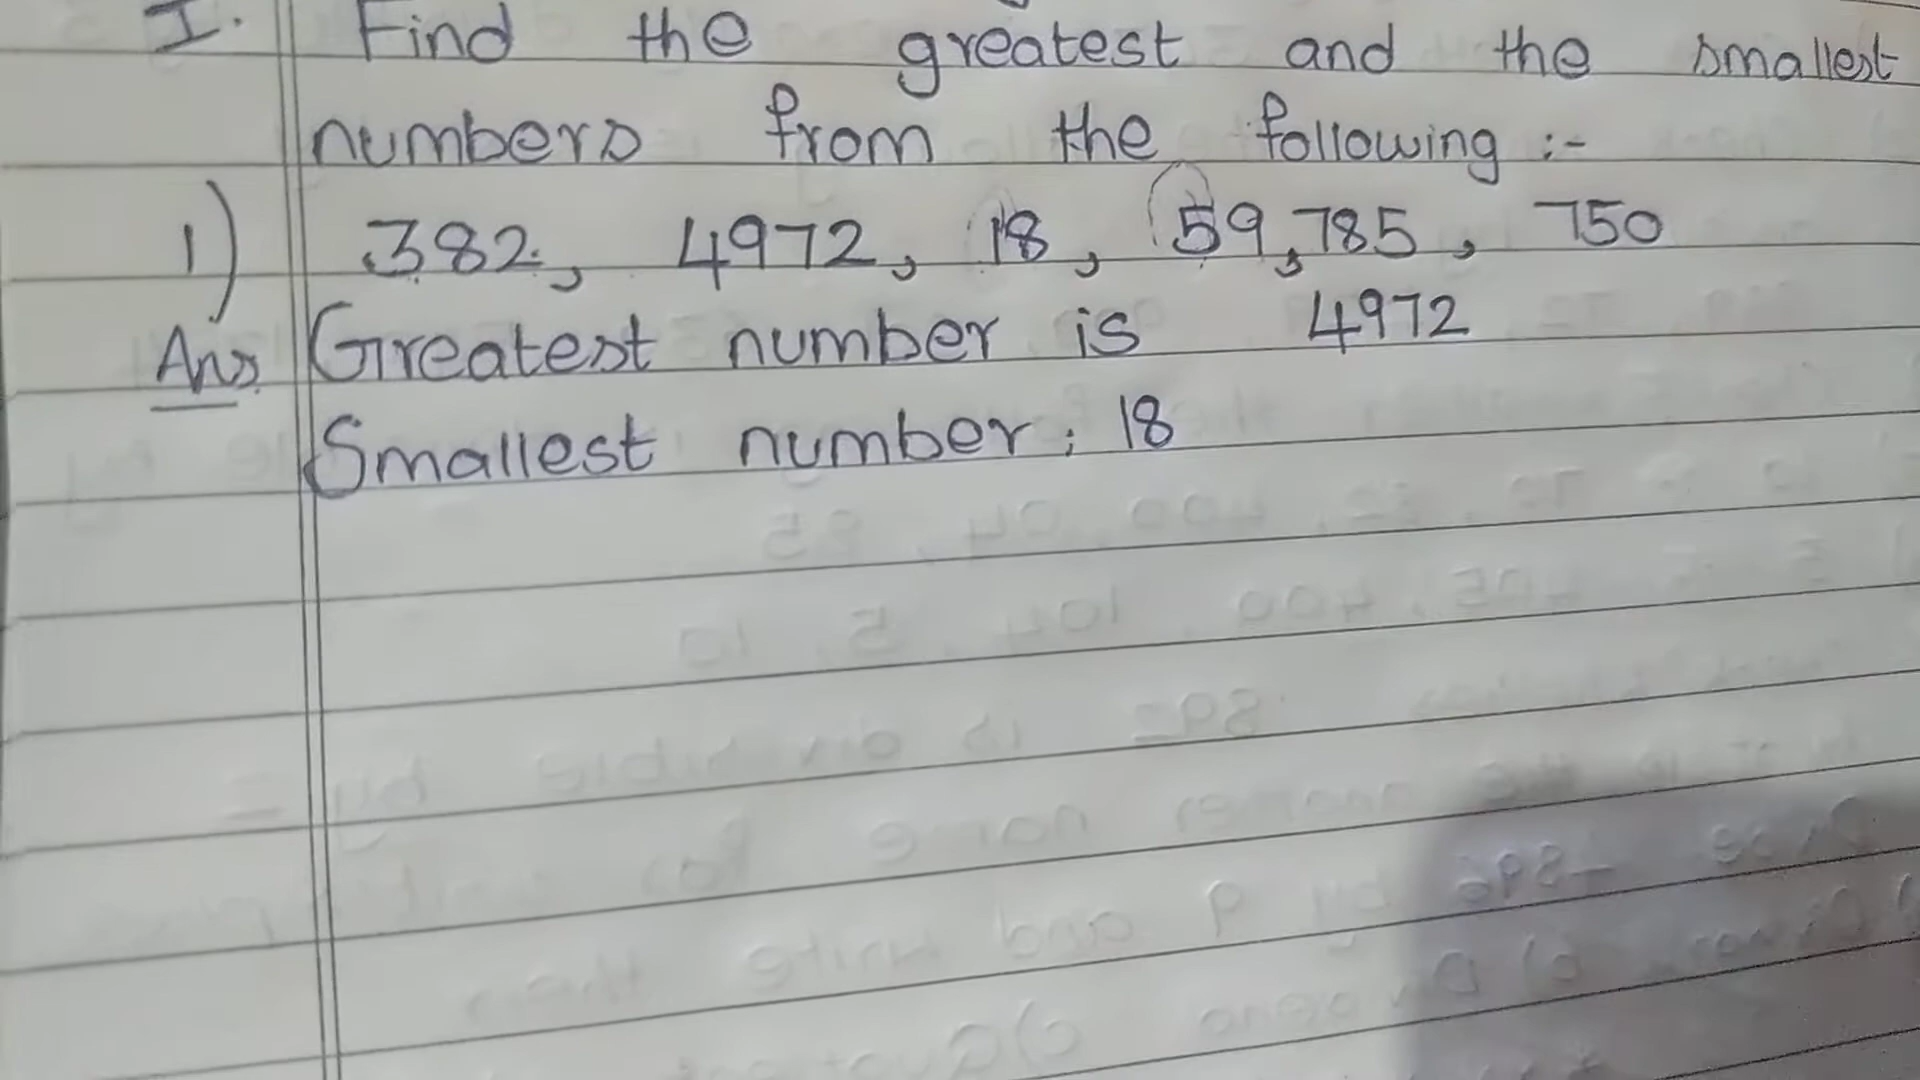 I. Find the greatest and the smallest
numbers from the following :-
1) 382, 4972, 18, 59,785, 750
Ans. Greatest number is 4972
Smallest number : 18